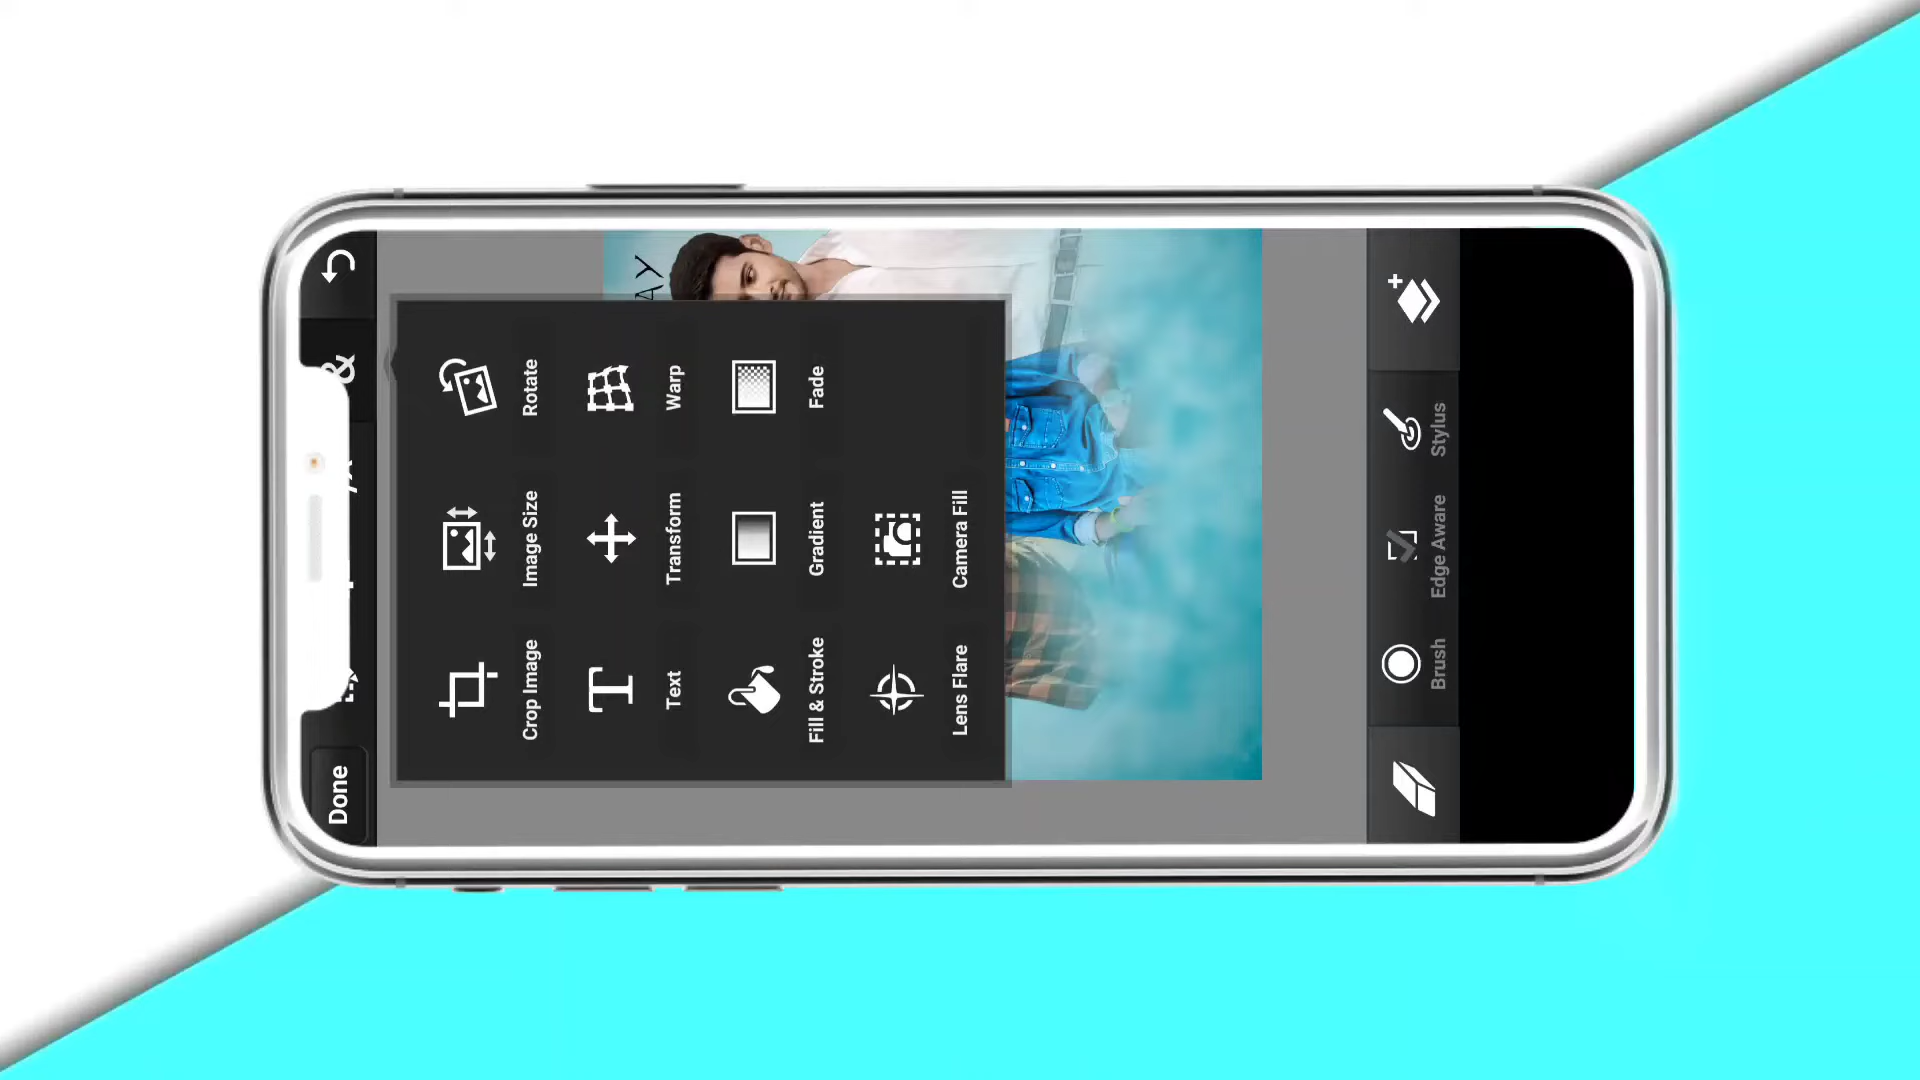 Done
&
AY
Crop Image
Image Size
Rotate
Text
Transform
Warp
Fill & Stroke
Gradient
Fade
Lens Flare
Camera Fill
Brush
Edge Aware
Stylus